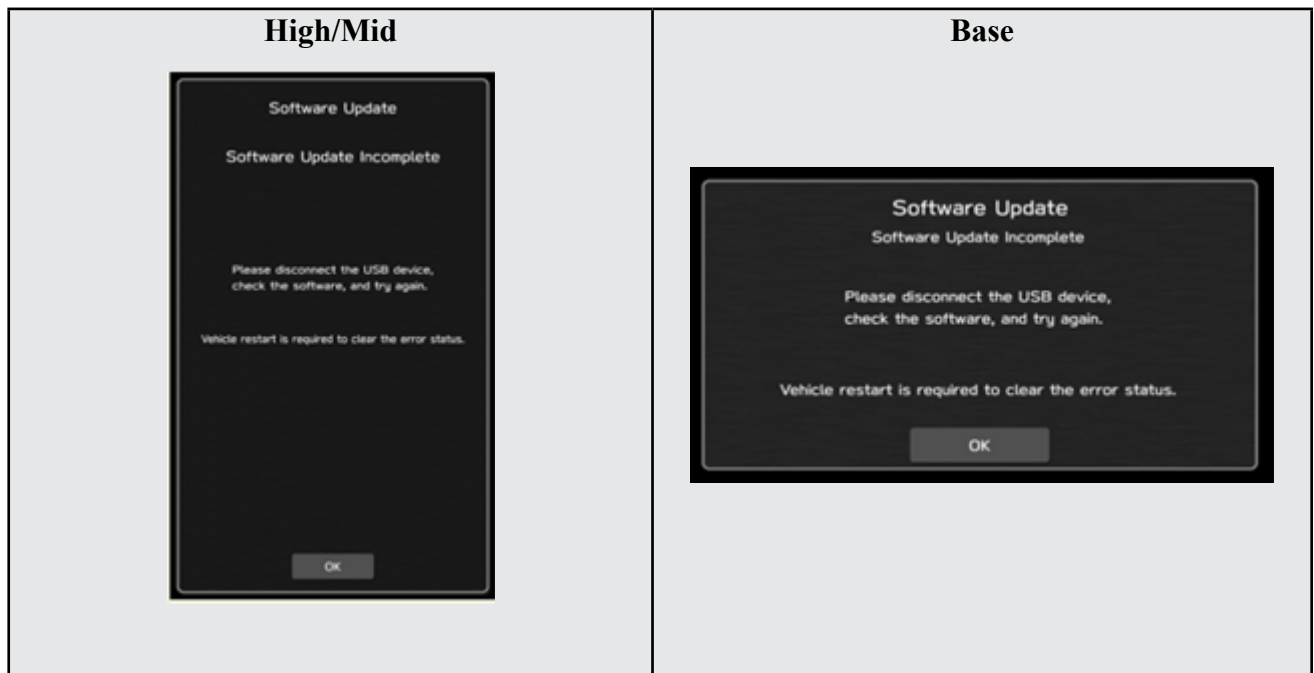 High/Mid
Software Update
Software Update Incomplete
Please disconnect the USB device,
check the software, and try again.
Vehicle restart is required to clear the error status.
OK
Base
Software Update
Software Update Incomplete
Please disconnect the USB device,
check the software, and try again.
Vehicle restart is required to clear the error status.
OK